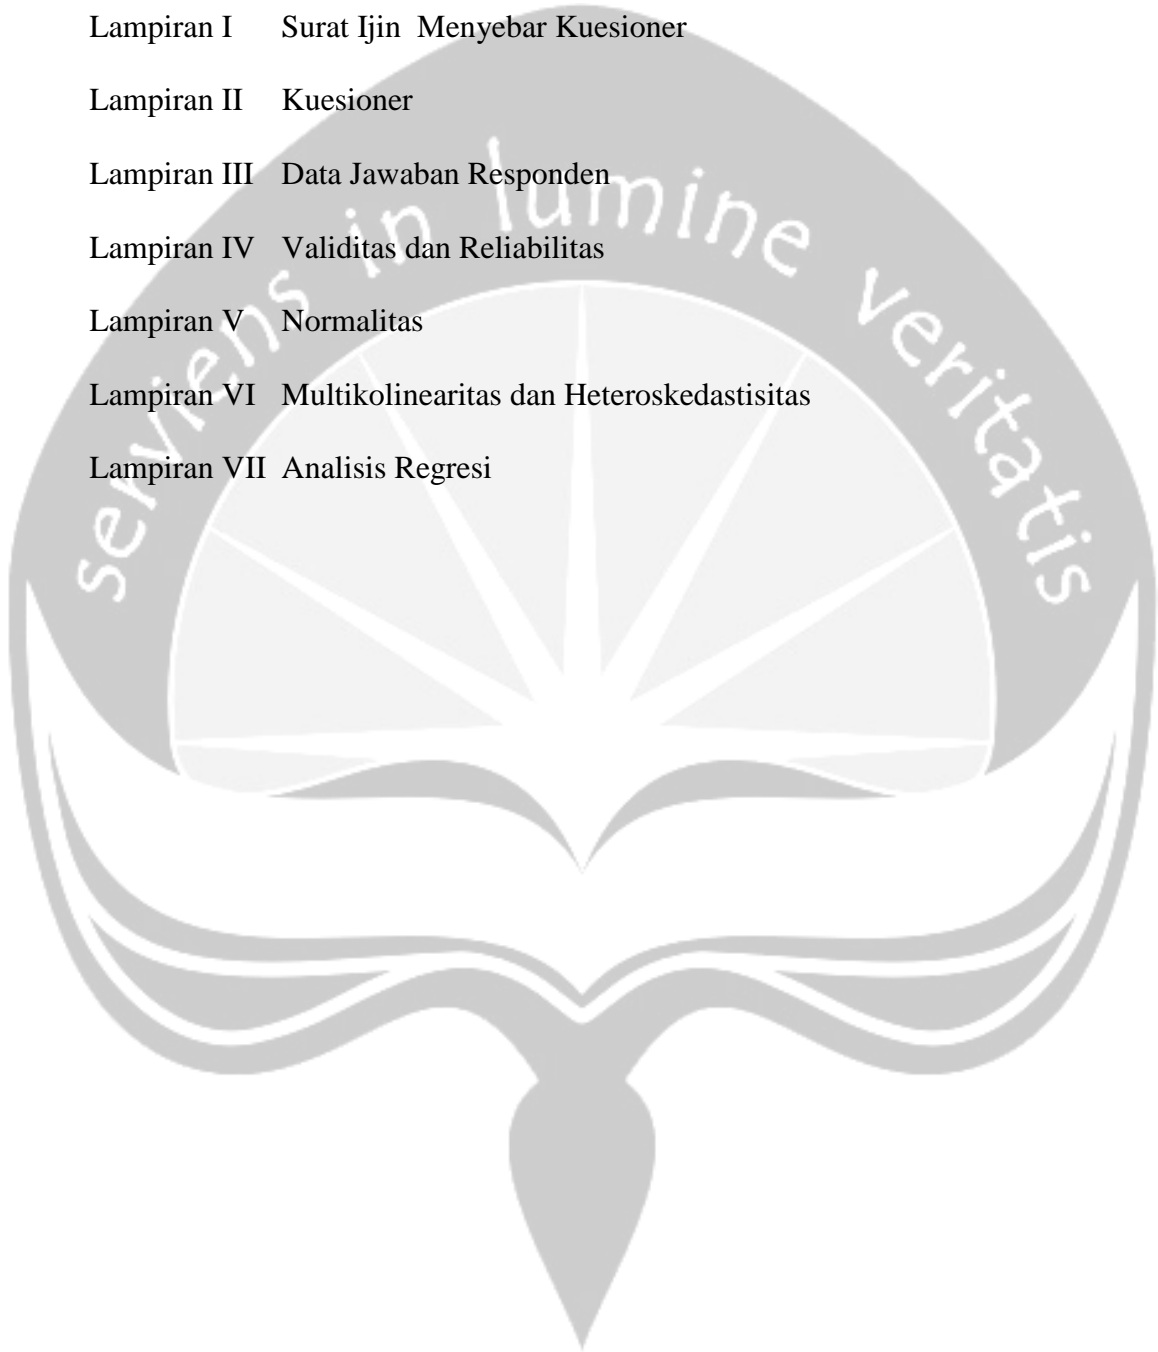 Lampiran I Surat Ijin Menyebar Kuesioner
Lampiran II Kuesioner
Lampiran III Data Jawaban Responden
Lampiran IV Validitas dan Reliabilitas
Lampiran V Normalitas
Lampiran VI Multikolinearitas dan Heteroskedastisitas
Lampiran VII Analisis Regresi
serviens in lumine veritatis